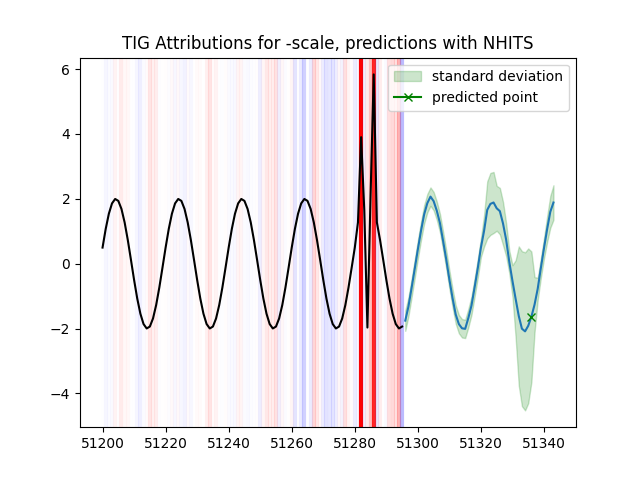 TIG Attributions for -scale, predictions with NHITS
standard deviation
predicted point
6
4
2
0
−2
−4
51200 51220 51240 51260 51280 51300 51320 51340